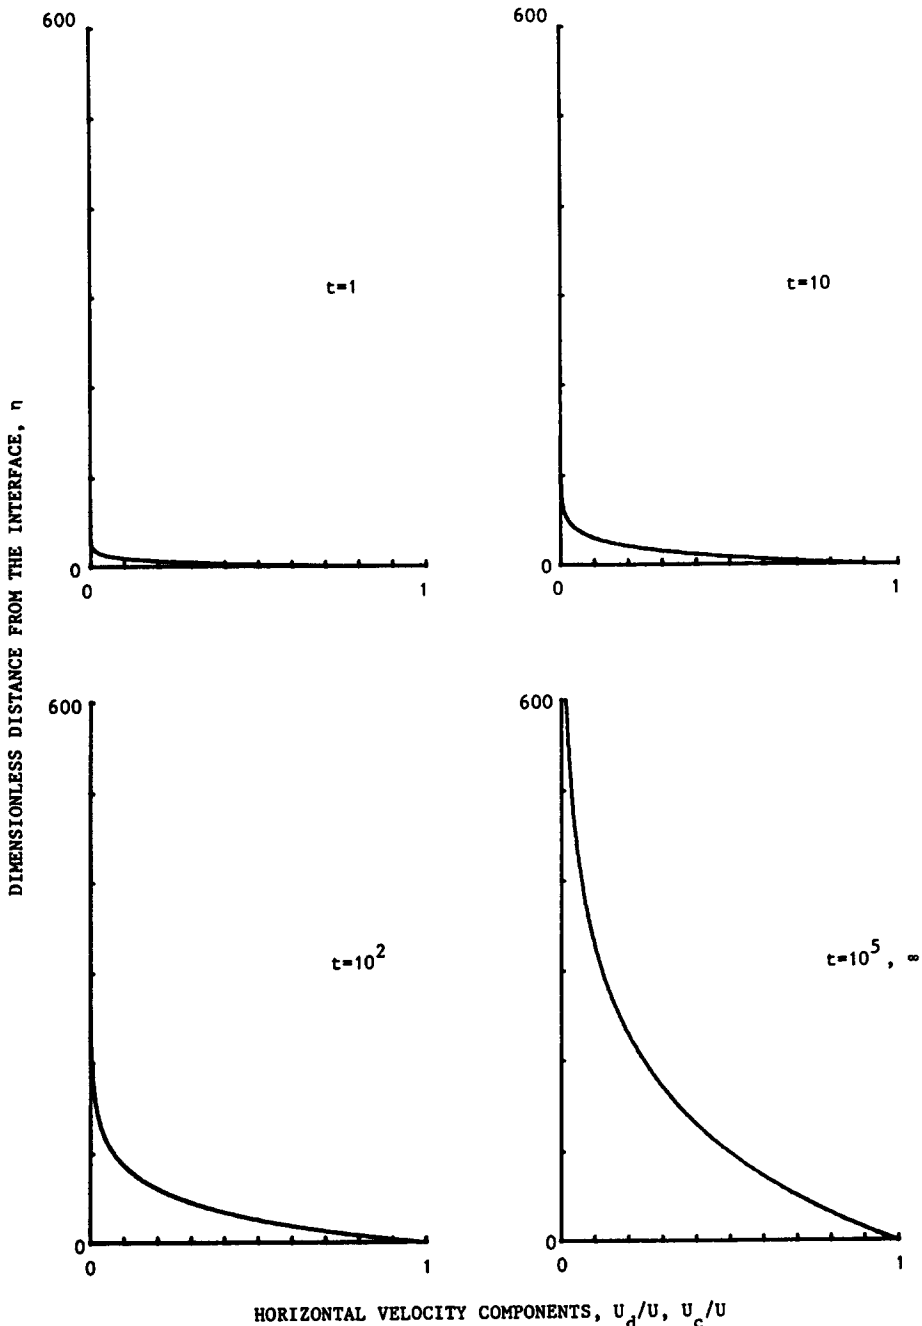 600
t=1
0
0
1
600
t=10
0
0
1
DIMENSIONLESS DISTANCE FROM THE INTERFACE, η
600
t=10²
0
0
1
600
t=10⁵, ∞
0
0
1
HORIZONTAL VELOCITY COMPONENTS, U_d/U, U_c/U